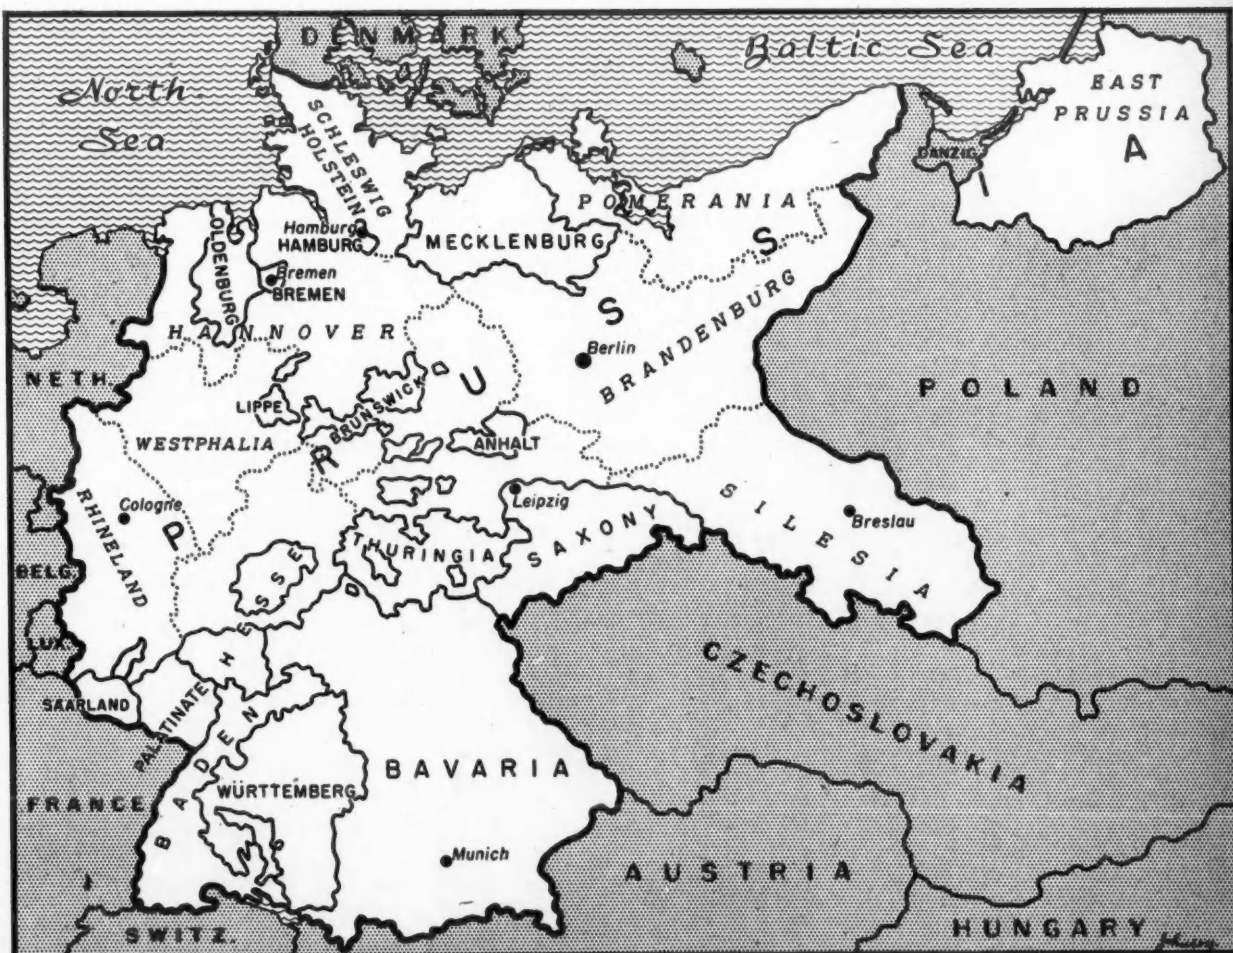 DENMARK
Baltic Sea
North
Sea
EAST
PRUSSIA
DANZIG
SCHLESWIG
HOLSTEIN
POMERANIA
OLDENBURG
Hamburg
HAMBURG
MECKLENBURG
Bremen
BREMEN
HANNOVER
Berlin
BRANDENBURG
PRUSSIA
NETH.
POLAND
LIPPE
BRUNSWICK
WESTPHALIA
ANHALT
RHINELAND
Cologne
Leipzig
SILESIA
Breslau
SAXONY
THURINGIA
BELG.
HESSE
LUX.
CZECHOSLOVAKIA
SAARLAND
PALATINATE
BADEN
BAVARIA
WÜRTTEMBERG
FRANCE
Munich
AUSTRIA
SWITZ.
HUNGARY